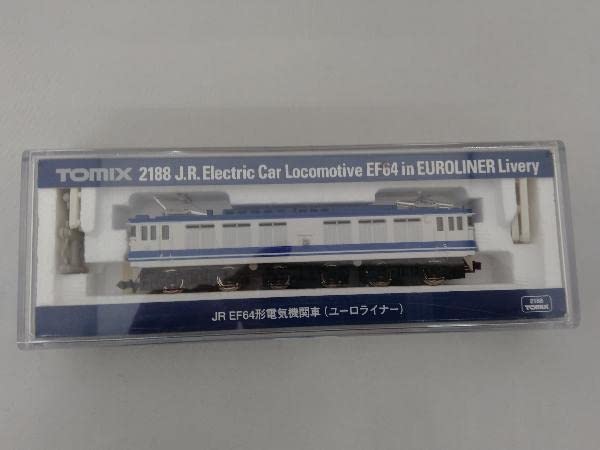 TOMIX 2188 J.R. Electric Car Locomotive EF64 in EUROLINER Livery
JR EF64形電気機関車(ユーロライナー)
2188
TOMIX